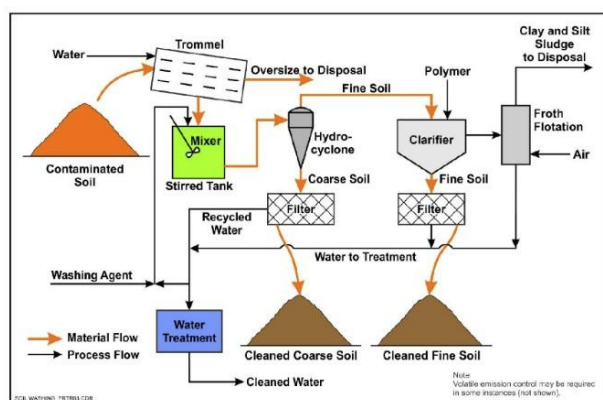 Clay and Silt
Sludge
to Disposal
Trommel
Water
Oversize to Disposal
Polymer
Fine Soil
Froth
Flotation
Mixer
Hydro-
cyclone
Clarifier
Air
Contaminated
Soil
Stirred Tank
Coarse Soil
Fine Soil
Recycled
Water
Filter
Filter
Water to Treatment
Washing Agent
Material Flow
Process Flow
Water
Treatment
Cleaned Coarse Soil
Cleaned Fine Soil
Cleaned Water
Note
Volatile emission control may be required
in some instances (not shown).
SOIL WASHING